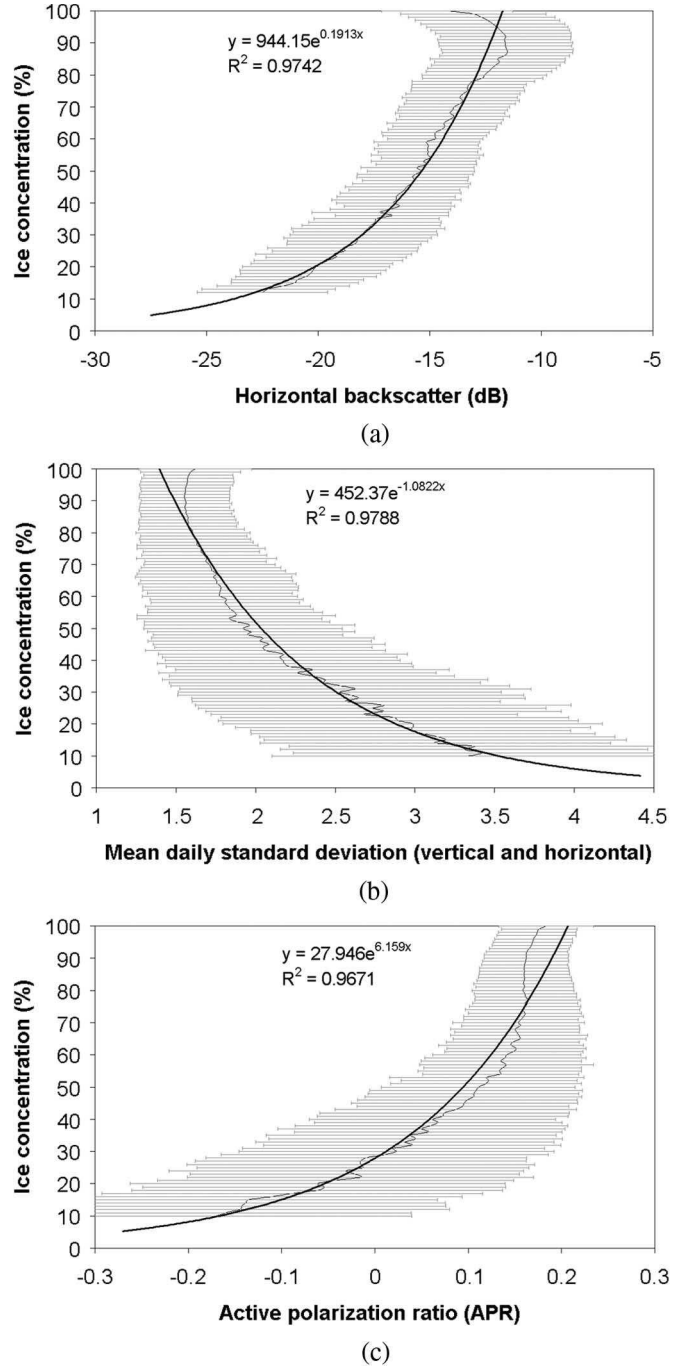 y = 944.15e^0.1913x
R² = 0.9742
Ice concentration (%)
100
90
80
70
60
50
40
30
20
10
0
-30 -25 -20 -15 -10 -5
Horizontal backscatter (dB)
(a)
y = 452.37e^-1.0822x
R² = 0.9788
Ice concentration (%)
100
90
80
70
60
50
40
30
20
10
0
1 1.5 2 2.5 3 3.5 4 4.5
Mean daily standard deviation (vertical and horizontal)
(b)
y = 27.946e^6.159x
R² = 0.9671
Ice concentration (%)
100
90
80
70
60
50
40
30
20
10
0
-0.3 -0.2 -0.1 0 0.1 0.2 0.3
Active polarization ratio (APR)
(c)